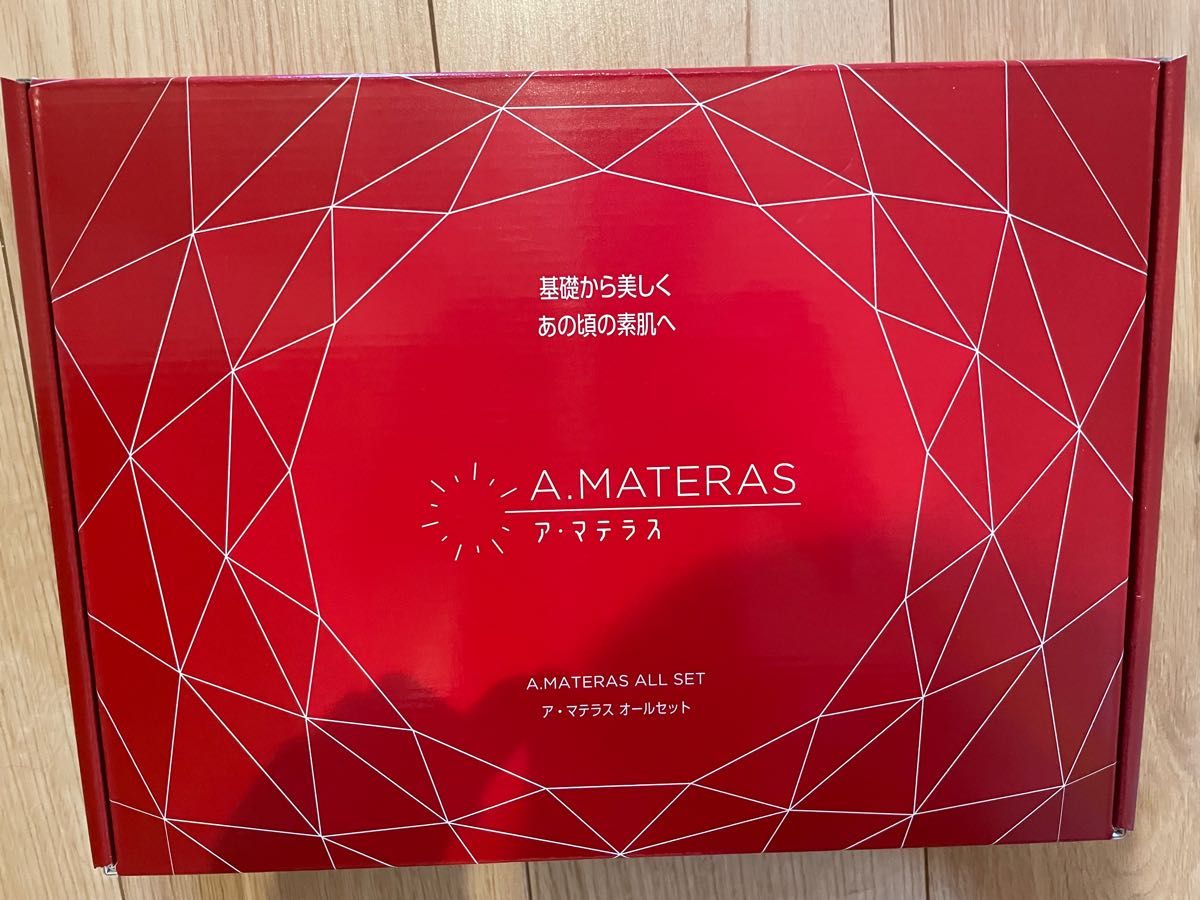 基礎から美しく
あの頃の素肌へ
A.MATERAS
ア・マテラス
A.MATERAS ALL SET
ア・マテラス オールセット